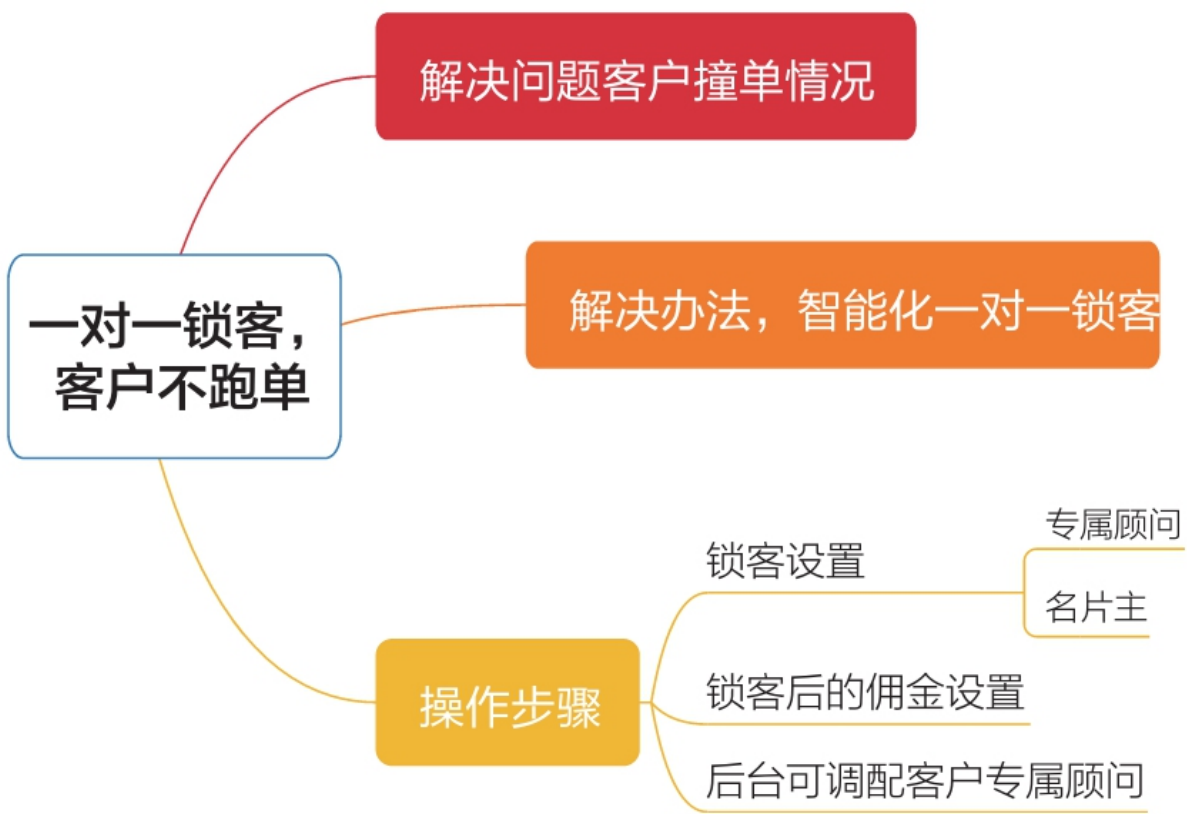 解决问题客户撞单情况
解决办法，智能化一对一锁客
一对一锁客，
客户不跑单
操作步骤
锁客设置
专属顾问
名片主
锁客后的佣金设置
后台可调配客户专属顾问